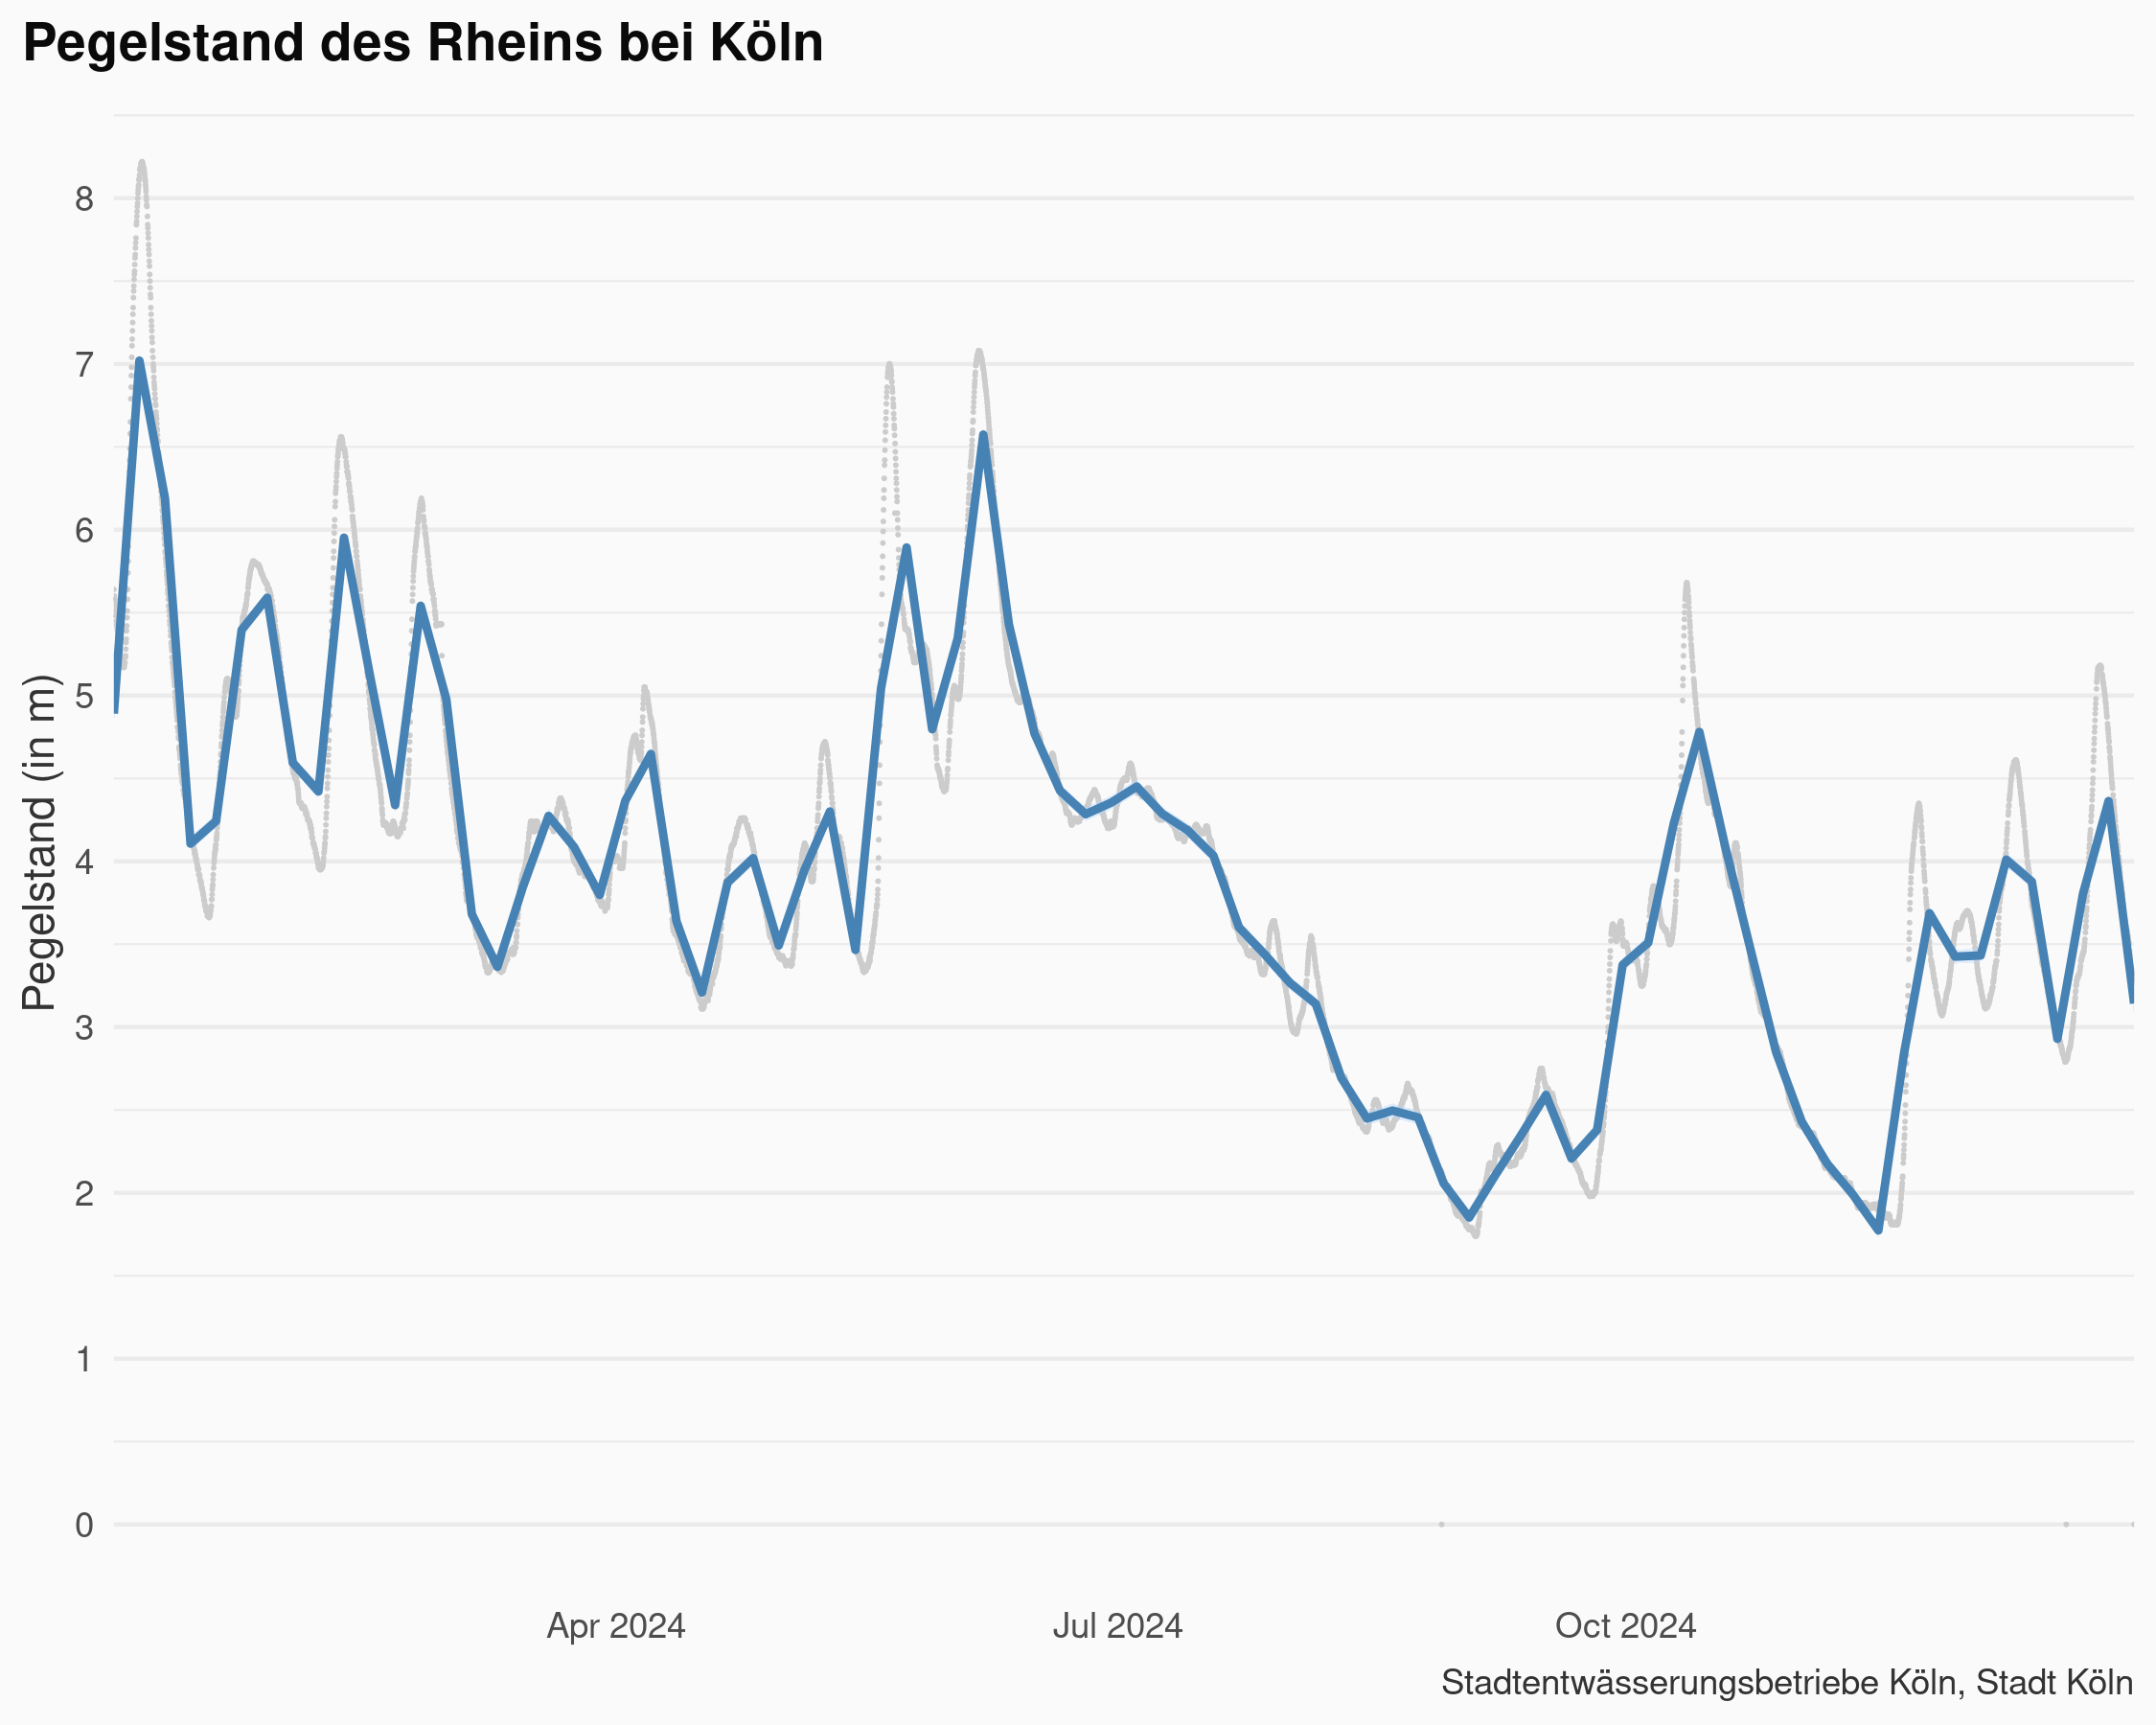 Pegelstand des Rheins bei Köln
Pegelstand (in m)
8
7
6
5
4
3
2
1
0
Apr 2024
Jul 2024
Oct 2024
Stadtentwässerungsbetriebe Köln, Stadt Köln